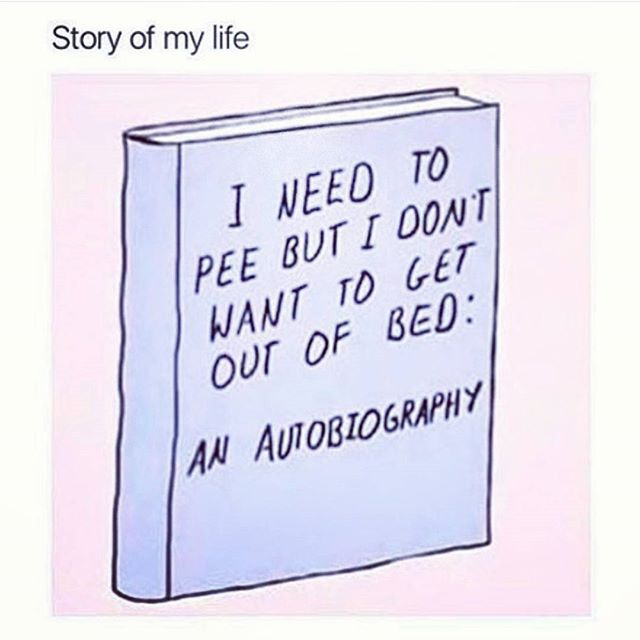 Story of my life
I NEED TO
PEE BUT I DON'T
WANT TO GET
OUT OF BED:
AN AUTOBIOGRAPHY